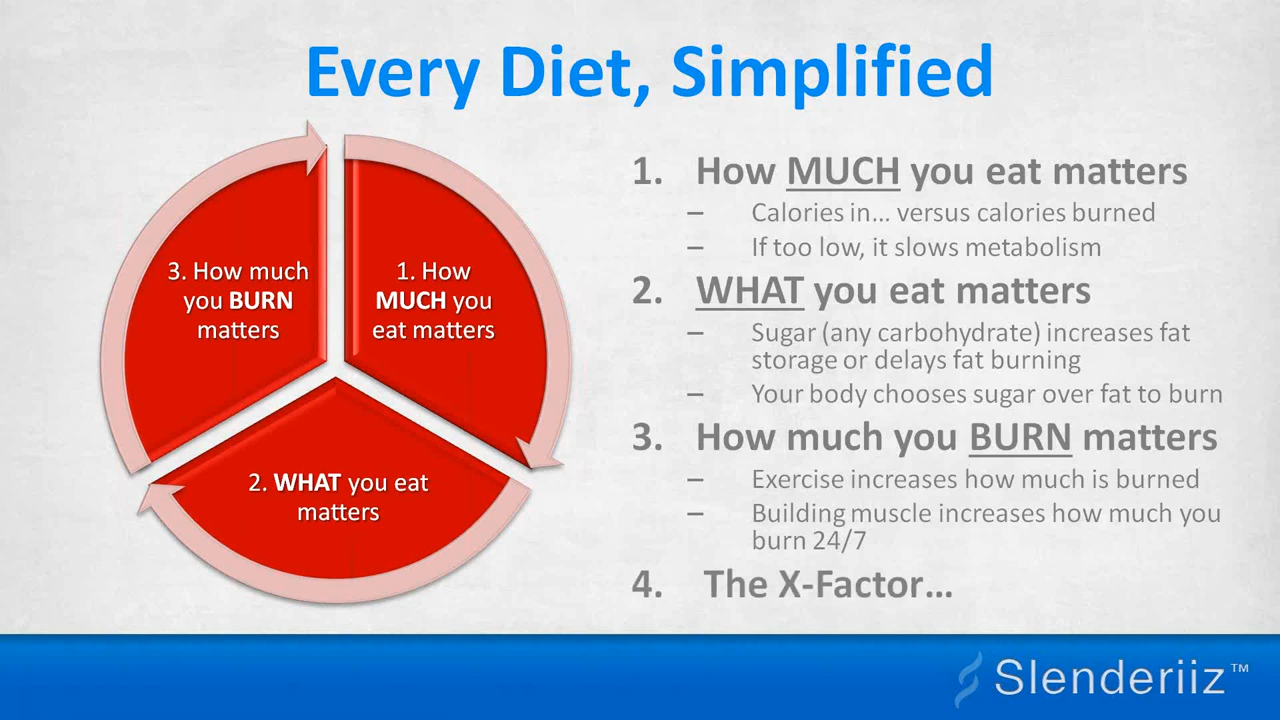 Every Diet, Simplified
3. How much
you BURN
matters
1. How
MUCH you
eat matters
2. WHAT you eat
matters
1. How MUCH you eat matters
– Calories in… versus calories burned
– If too low, it slows metabolism
2. WHAT you eat matters
– Sugar (any carbohydrate) increases fat
storage or delays fat burning
– Your body chooses sugar over fat to burn
3. How much you BURN matters
– Exercise increases how much is burned
– Building muscle increases how much you
burn 24/7
4. The X-Factor…
Slenderiiz™